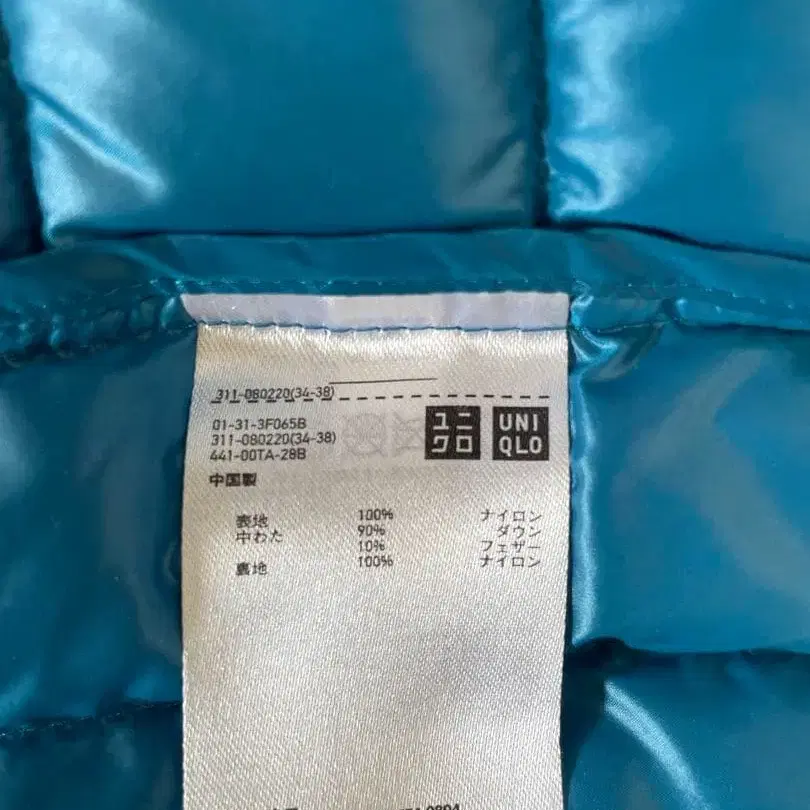 311-080220(34-38)
01-31-3F065B
311-080220(34-38)
441-00TA-28B
ユニ
クロ
UNI
QLO
中国製
表地 100% ナイロン
中わた 90% ダウン
10% フェザー
裏地 100% ナイロン